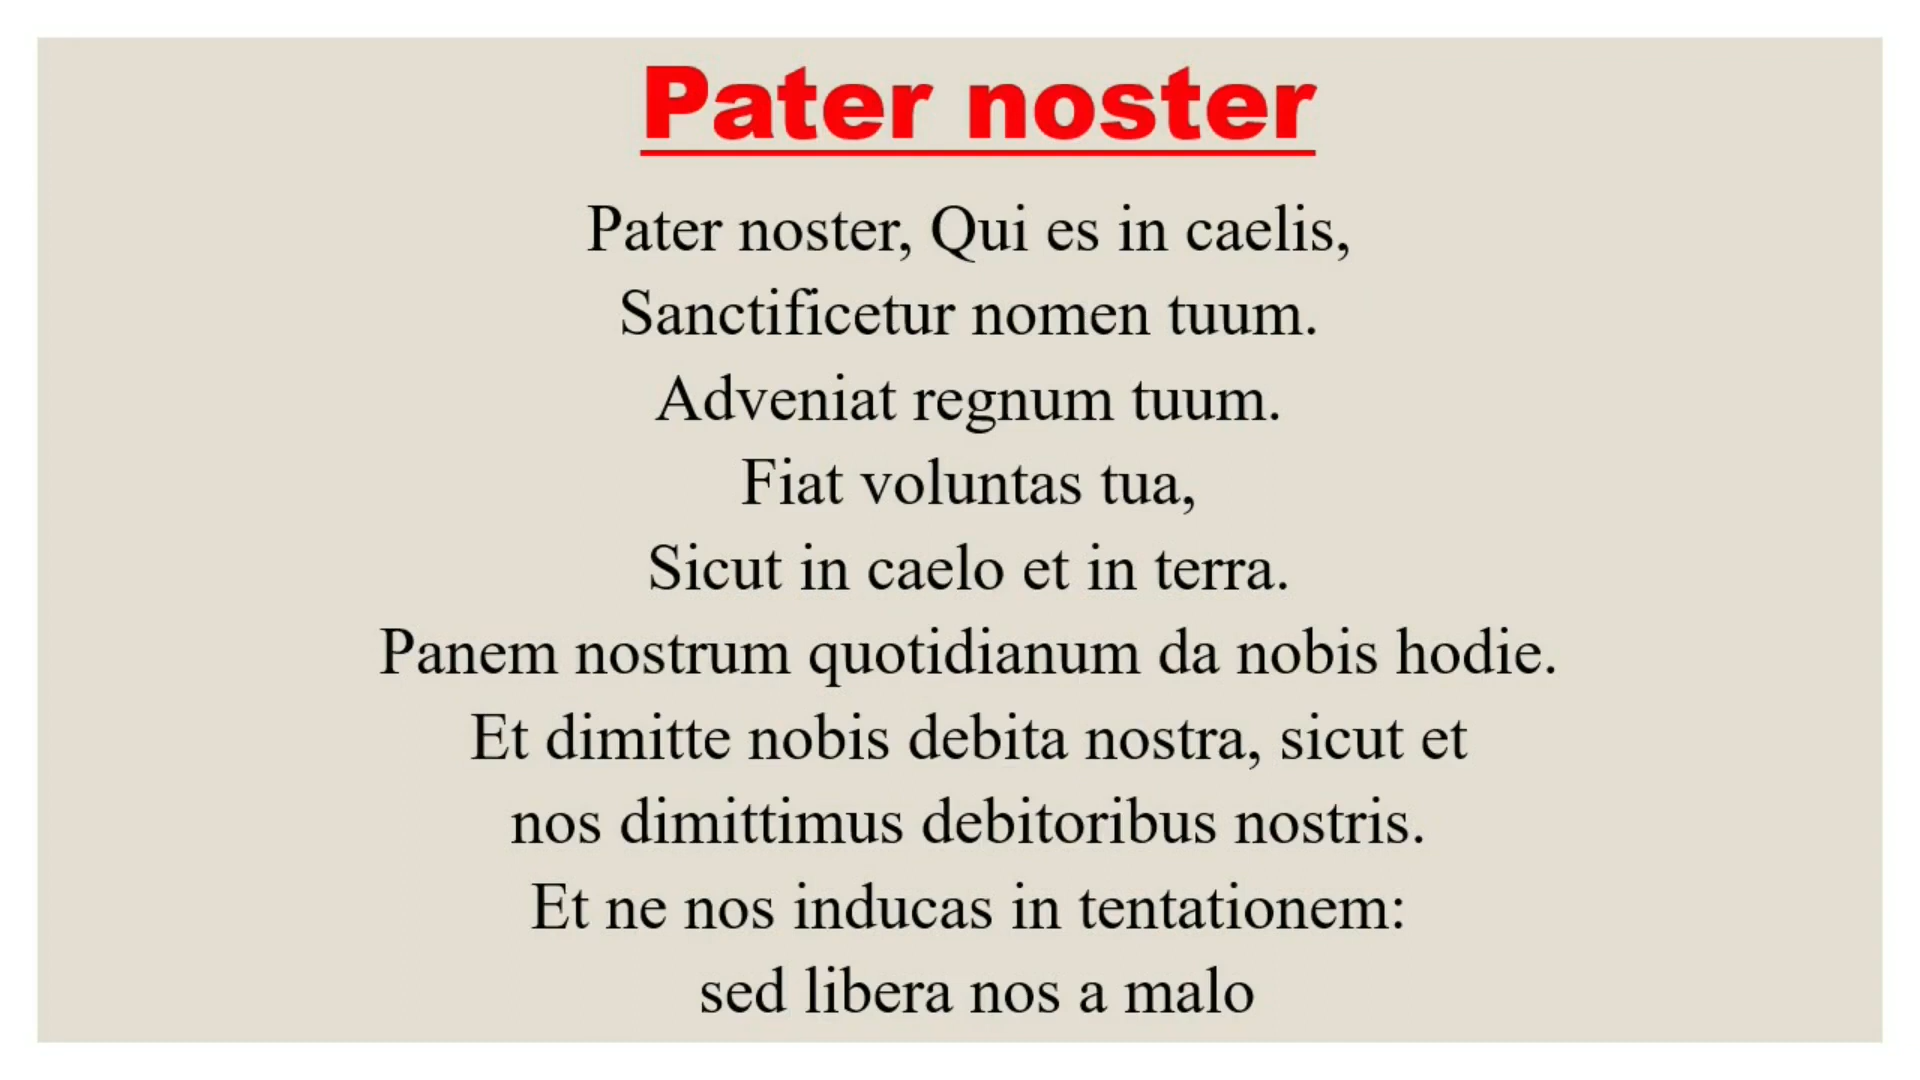 Pater noster
Pater noster, Qui es in caelis,
Sanctificetur nomen tuum.
Adveniat regnum tuum.
Fiat voluntas tua,
Sicut in caelo et in terra.
Panem nostrum quotidianum da nobis hodie.
Et dimitte nobis debita nostra, sicut et
nos dimittimus debitoribus nostris.
Et ne nos inducas in tentationem:
sed libera nos a malo